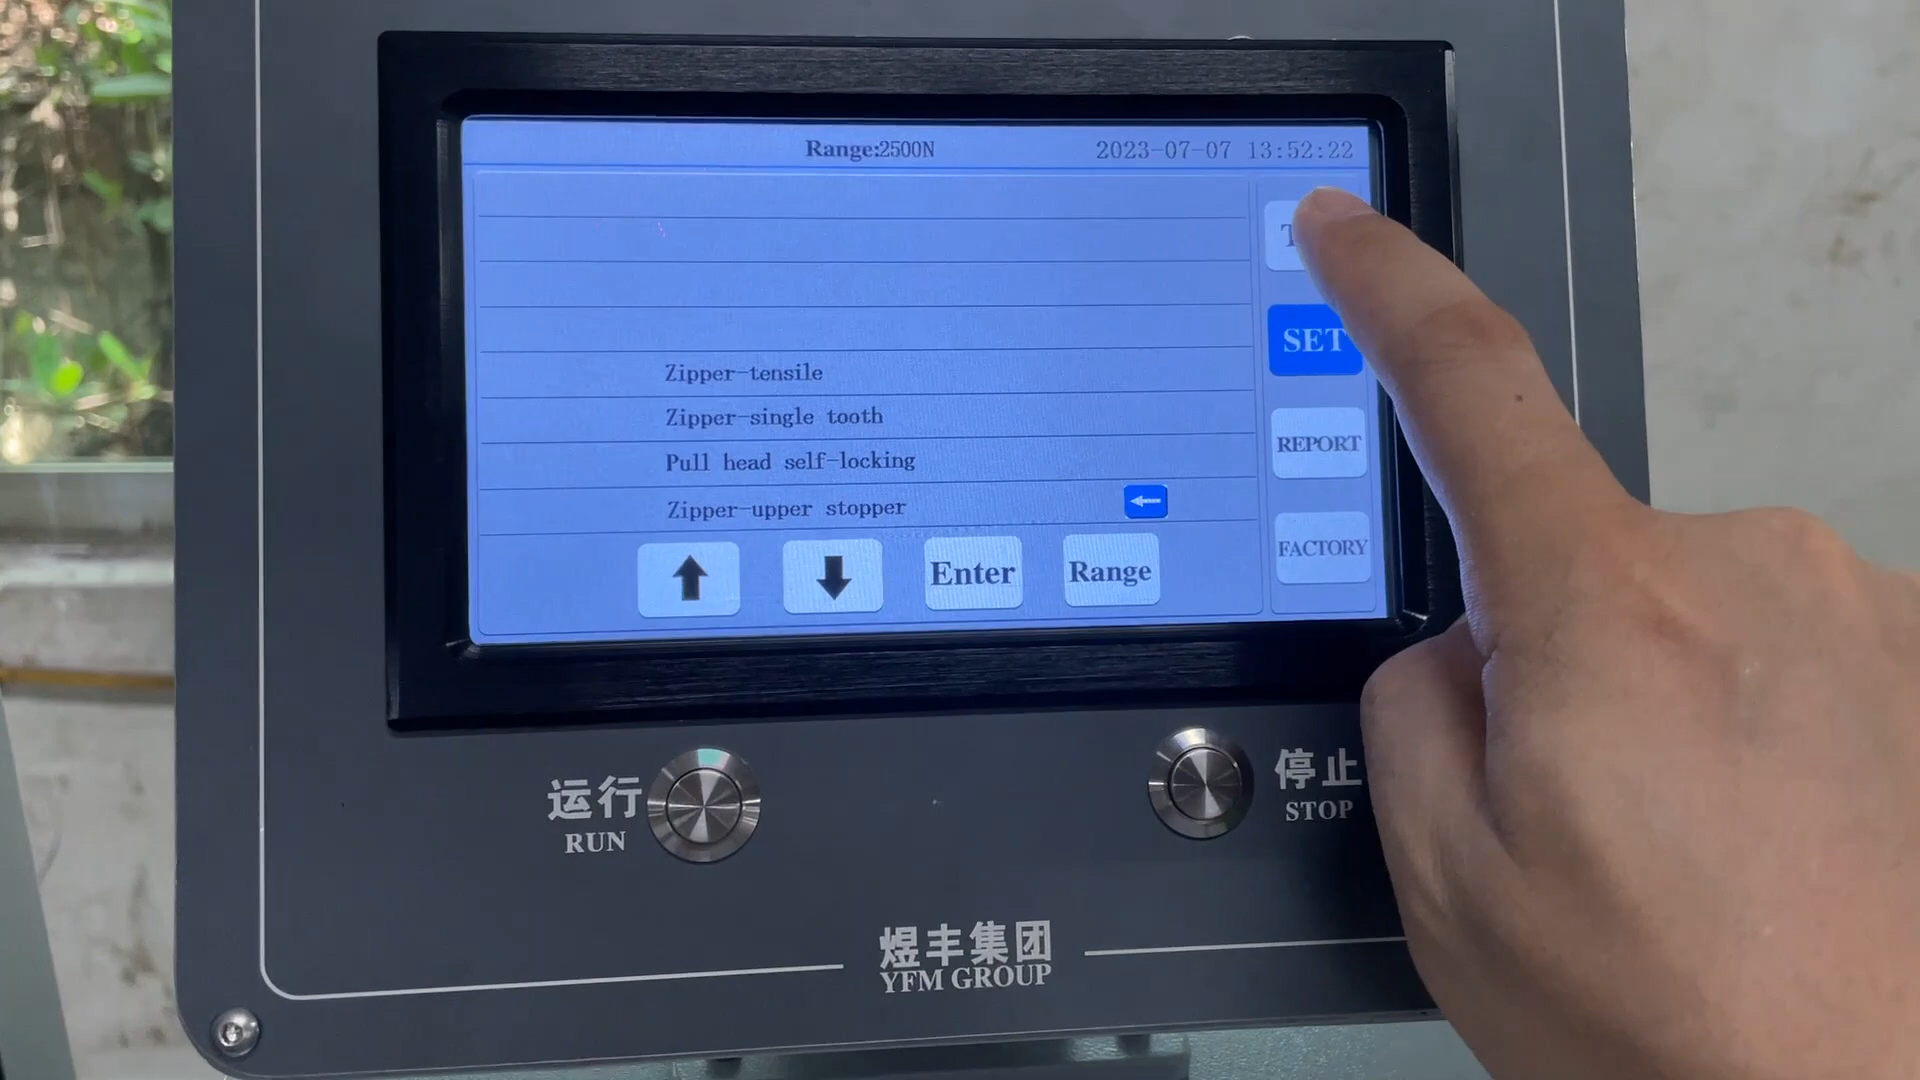 Range:2500N 2023-07-07 13:52:22
SET
Zipper-tensile
Zipper-single tooth
REPORT
Pull head self-locking
Zipper-upper stopper
FACTORY
Enter Range
运行
RUN
停止
STOP
煜丰集团
YFM GROUP